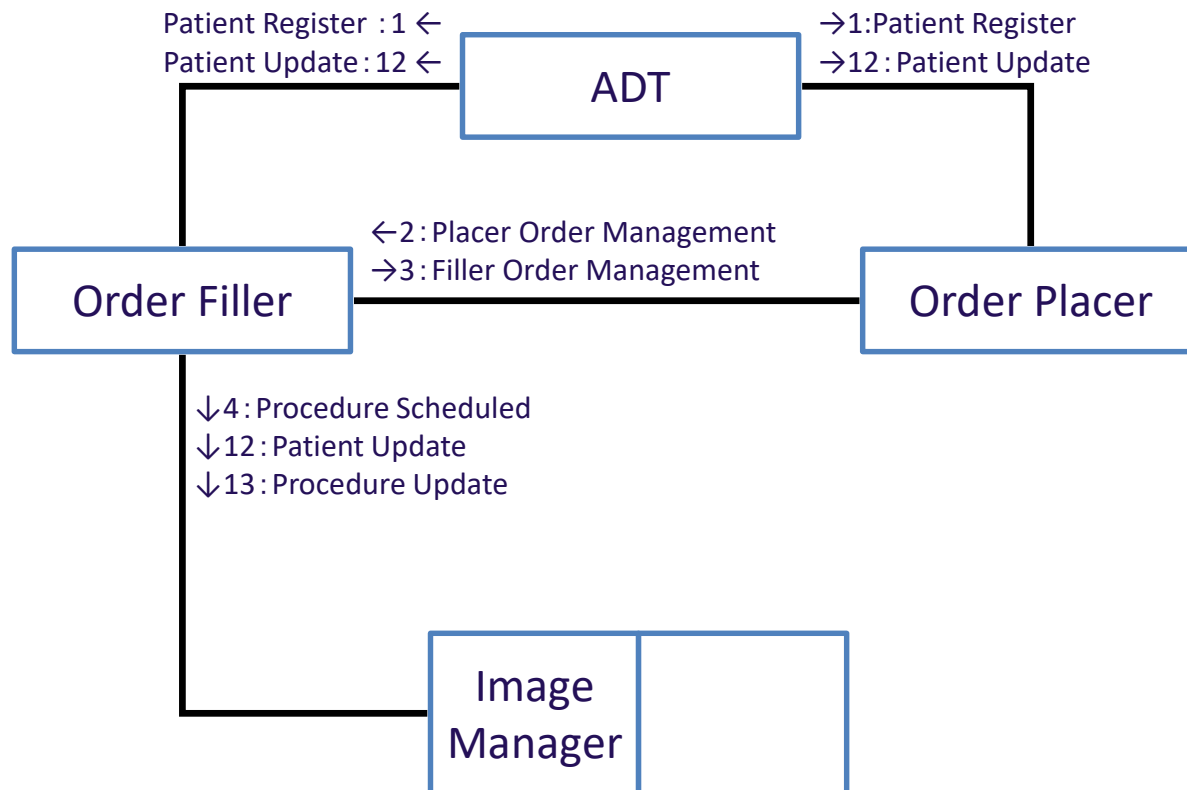 Patient Register : 1 ←
Patient Update : 12 ←
→1:Patient Register
→12 : Patient Update
ADT
←2 : Placer Order Management
→3 : Filler Order Management
Order Filler
Order Placer
↓4 : Procedure Scheduled
↓12 : Patient Update
↓13 : Procedure Update
Image
Manager